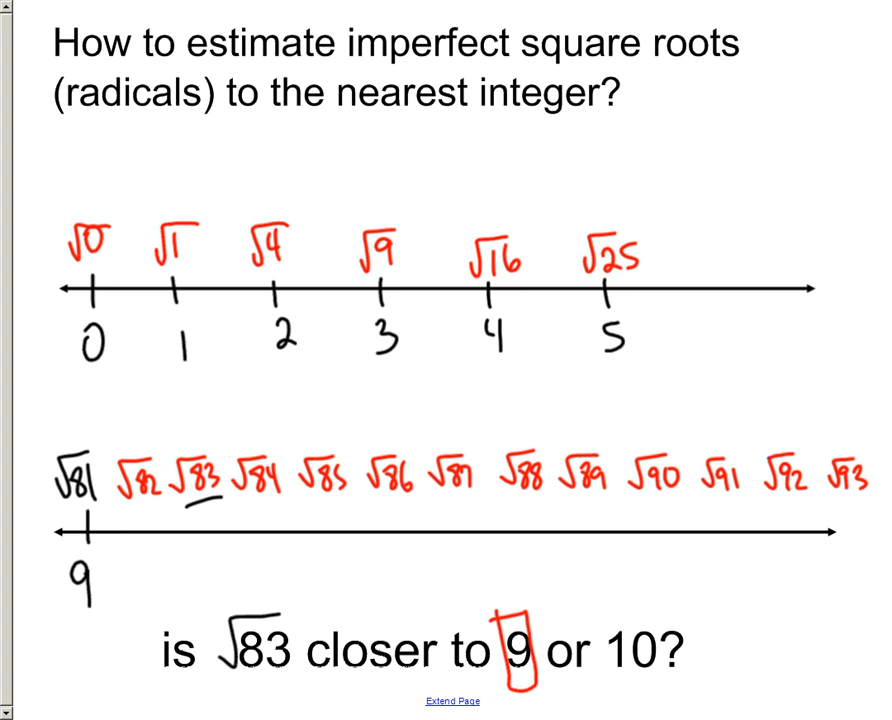 How to estimate imperfect square roots
(radicals) to the nearest integer?
√0 √1 √4 √9 √16 √25
0 1 2 3 4 5
√81 √82 √83 √84 √85 √86 √87 √88 √89 √90 √91 √92 √93
9
is √83 closer to 9 or 10?
Extend Page